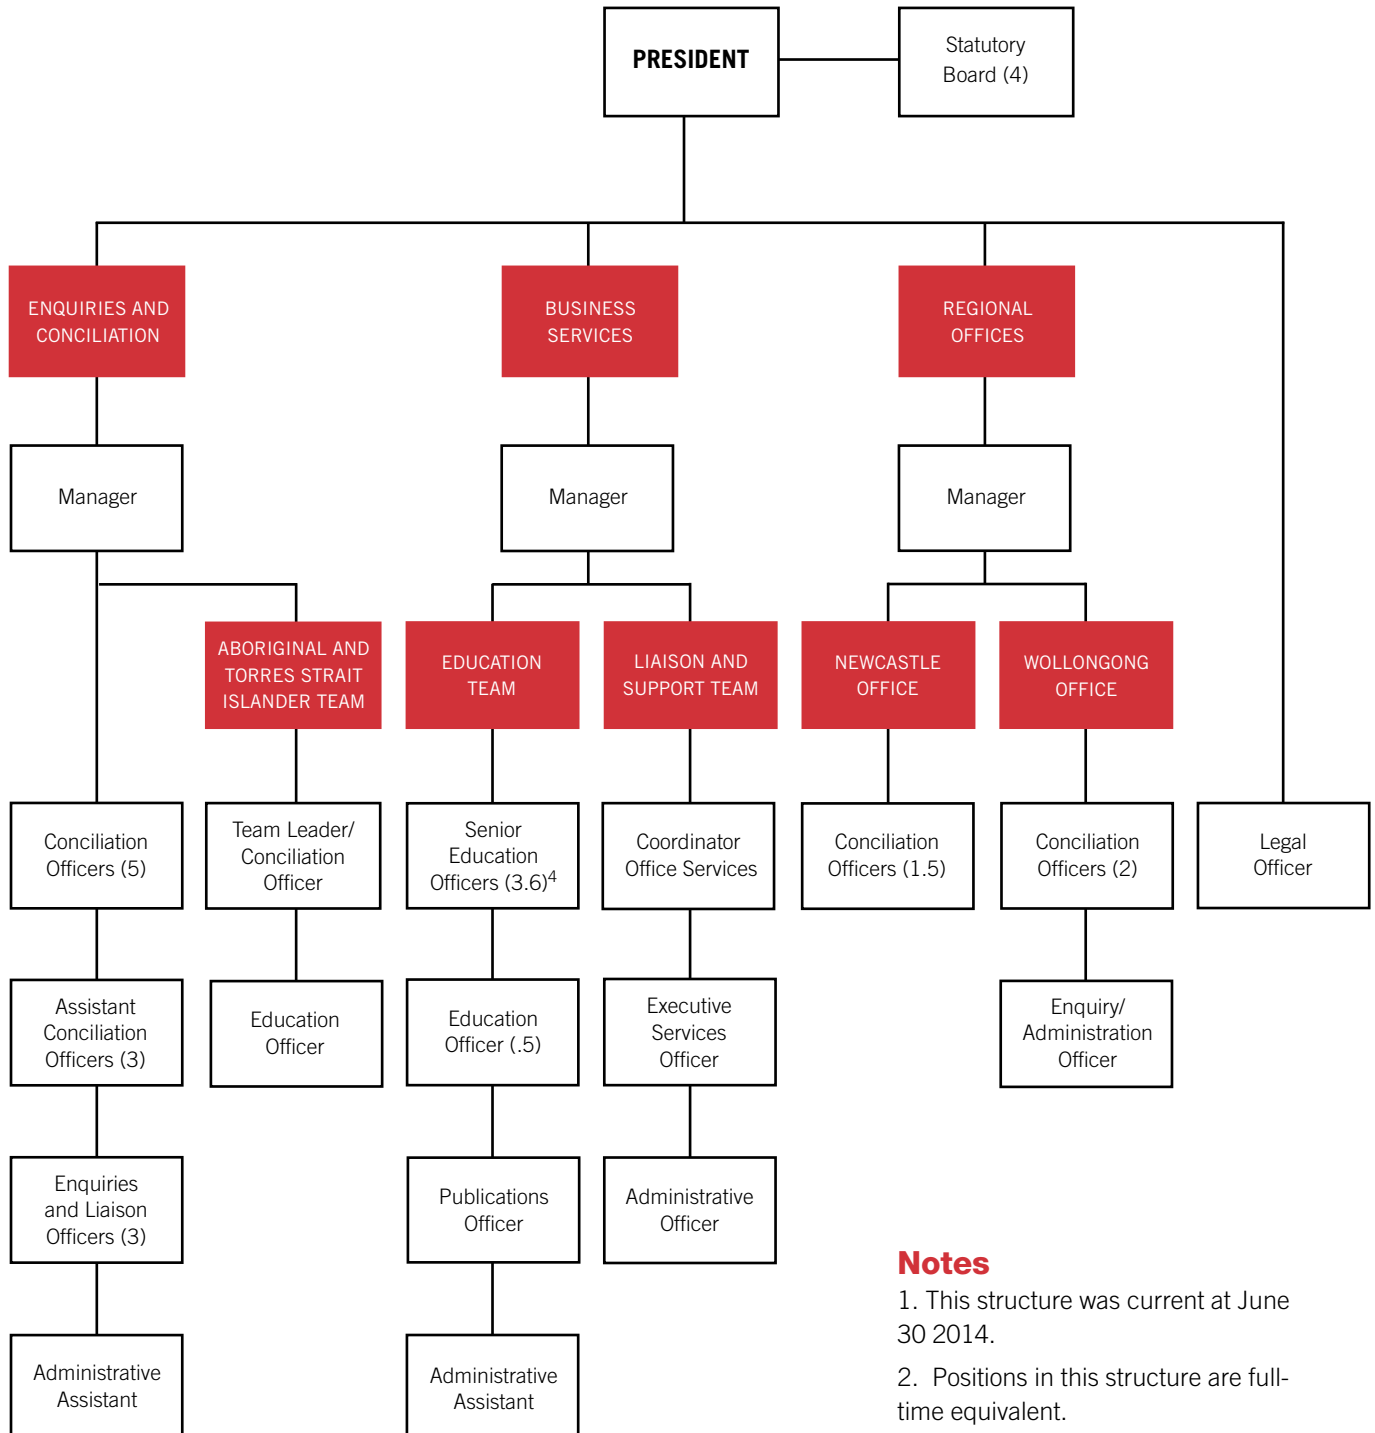 PRESIDENT
Statutory
Board (4)
ENQUIRIES AND
CONCILIATION
BUSINESS
SERVICES
REGIONAL
OFFICES
Manager
Manager
Manager
ABORIGINAL AND
TORRES STRAIT
ISLANDER TEAM
EDUCATION
TEAM
LIAISON AND
SUPPORT TEAM
NEWCASTLE
OFFICE
WOLLONGONG
OFFICE
Conciliation
Officers (5)
Team Leader/
Conciliation
Officer
Senior
Education
Officers (3.6)4
Coordinator
Office Services
Conciliation
Officers (1.5)
Conciliation
Officers (2)
Legal
Officer
Assistant
Conciliation
Officers (3)
Education
Officer
Education
Officer (.5)
Executive
Services
Officer
Enquiry/
Administration
Officer
Enquiries
and Liaison
Officers (3)
Publications
Officer
Administrative
Officer
Administrative
Assistant
Administrative
Assistant
Notes
1. This structure was current at June
30 2014.
2. Positions in this structure are full-
time equivalent.